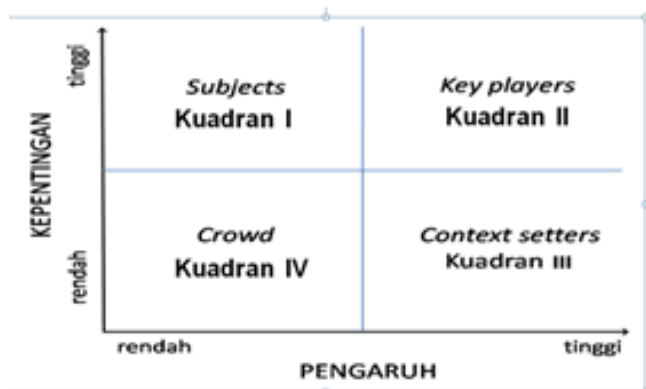 tinggi
KEPENTINGAN
rendah
Subjects
Kuadran I
Key players
Kuadran II
Crowd
Kuadran IV
Context setters
Kuadran III
rendah
tinggi
PENGARUH